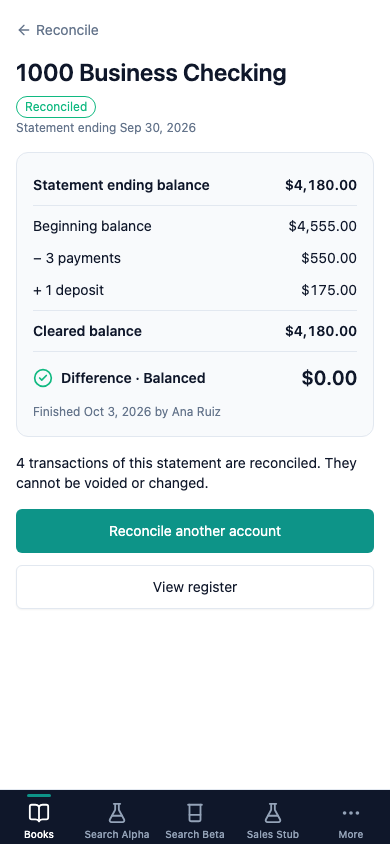 Reconcile
1000 Business Checking
Reconciled
Statement ending Sep 30, 2026
Statement ending balance $4,180.00
Beginning balance $4,555.00
− 3 payments $550.00
+ 1 deposit $175.00
Cleared balance $4,180.00
Difference · Balanced $0.00
Finished Oct 3, 2026 by Ana Ruiz
4 transactions of this statement are reconciled. They
cannot be voided or changed.
Reconcile another account
View register
Books Search Alpha Search Beta Sales Stub More